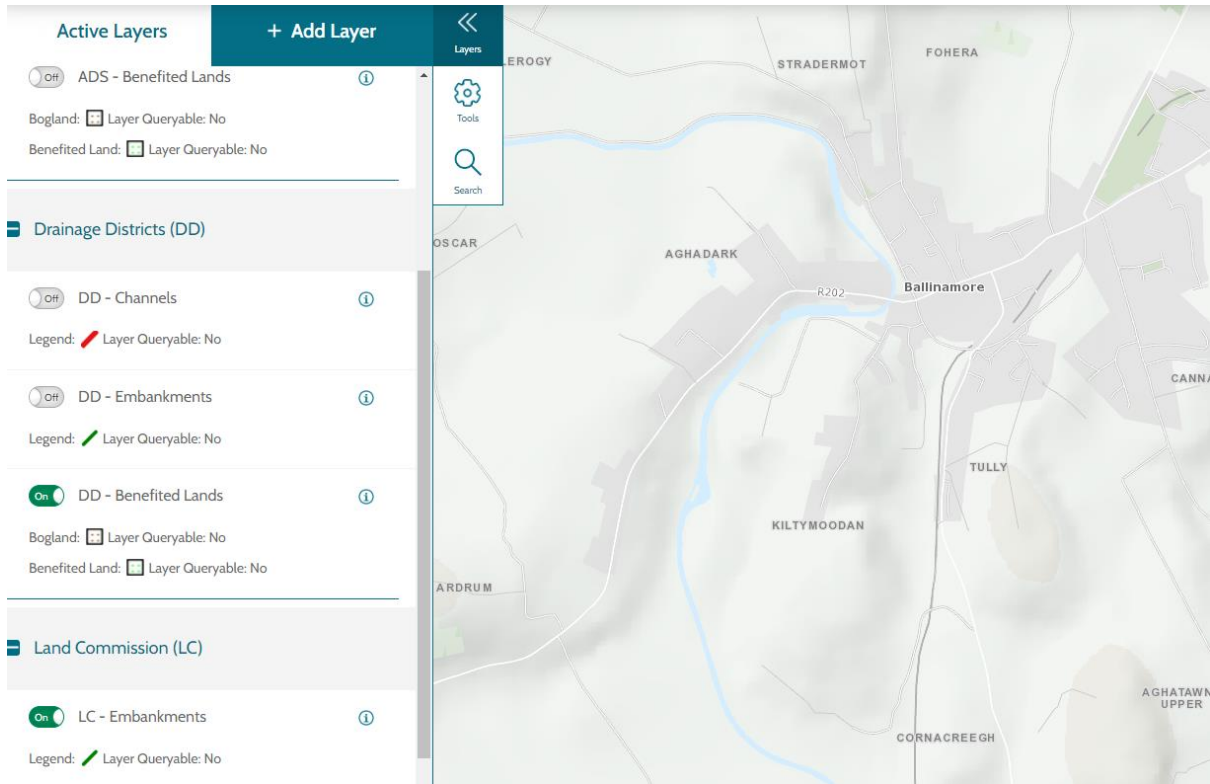 Active Layers
+ Add Layer
Layers
Tools
Search
Off ADS - Benefited Lands
Bogland: Layer Queryable: No
Benefited Land: Layer Queryable: No
Drainage Districts (DD)
Off DD - Channels
Legend: Layer Queryable: No
Off DD - Embankments
Legend: Layer Queryable: No
On DD - Benefited Lands
Bogland: Layer Queryable: No
Benefited Land: Layer Queryable: No
Land Commission (LC)
On LC - Embankments
Legend: Layer Queryable: No
LEROGY
STRADERMOT
FOHERA
OSCAR
AGHADARK
R202
Ballinamore
CANNA
TULLY
KILTYMOODAN
ARDRUM
AGHATAWN
UPPER
CORNACREEGH